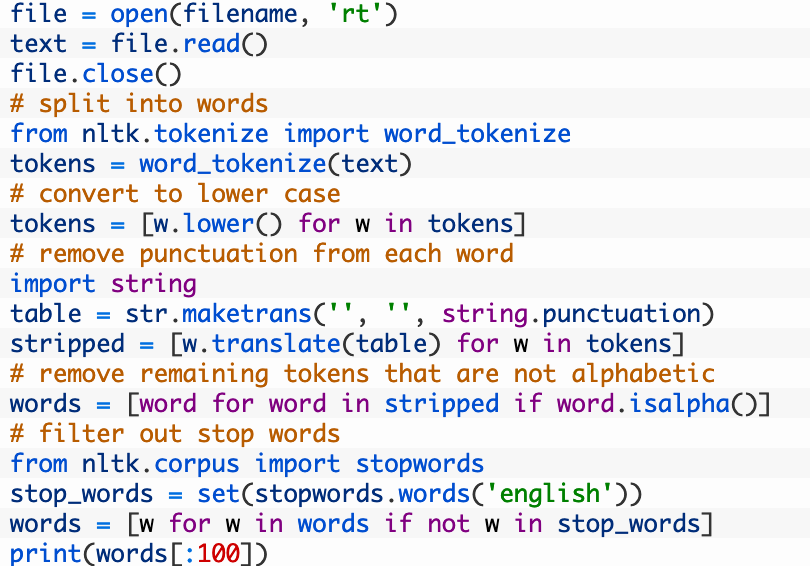 file = open(filename, 'rt')
text = file.read()
file.close()
# split into words
from nltk.tokenize import word_tokenize
tokens = word_tokenize(text)
# convert to lower case
tokens = [w.lower() for w in tokens]
# remove punctuation from each word
import string
table = str.maketrans('', '', string.punctuation)
stripped = [w.translate(table) for w in tokens]
# remove remaining tokens that are not alphabetic
words = [word for word in stripped if word.isalpha()]
# filter out stop words
from nltk.corpus import stopwords
stop_words = set(stopwords.words('english'))
words = [w for w in words if not w in stop_words]
print(words[:100])